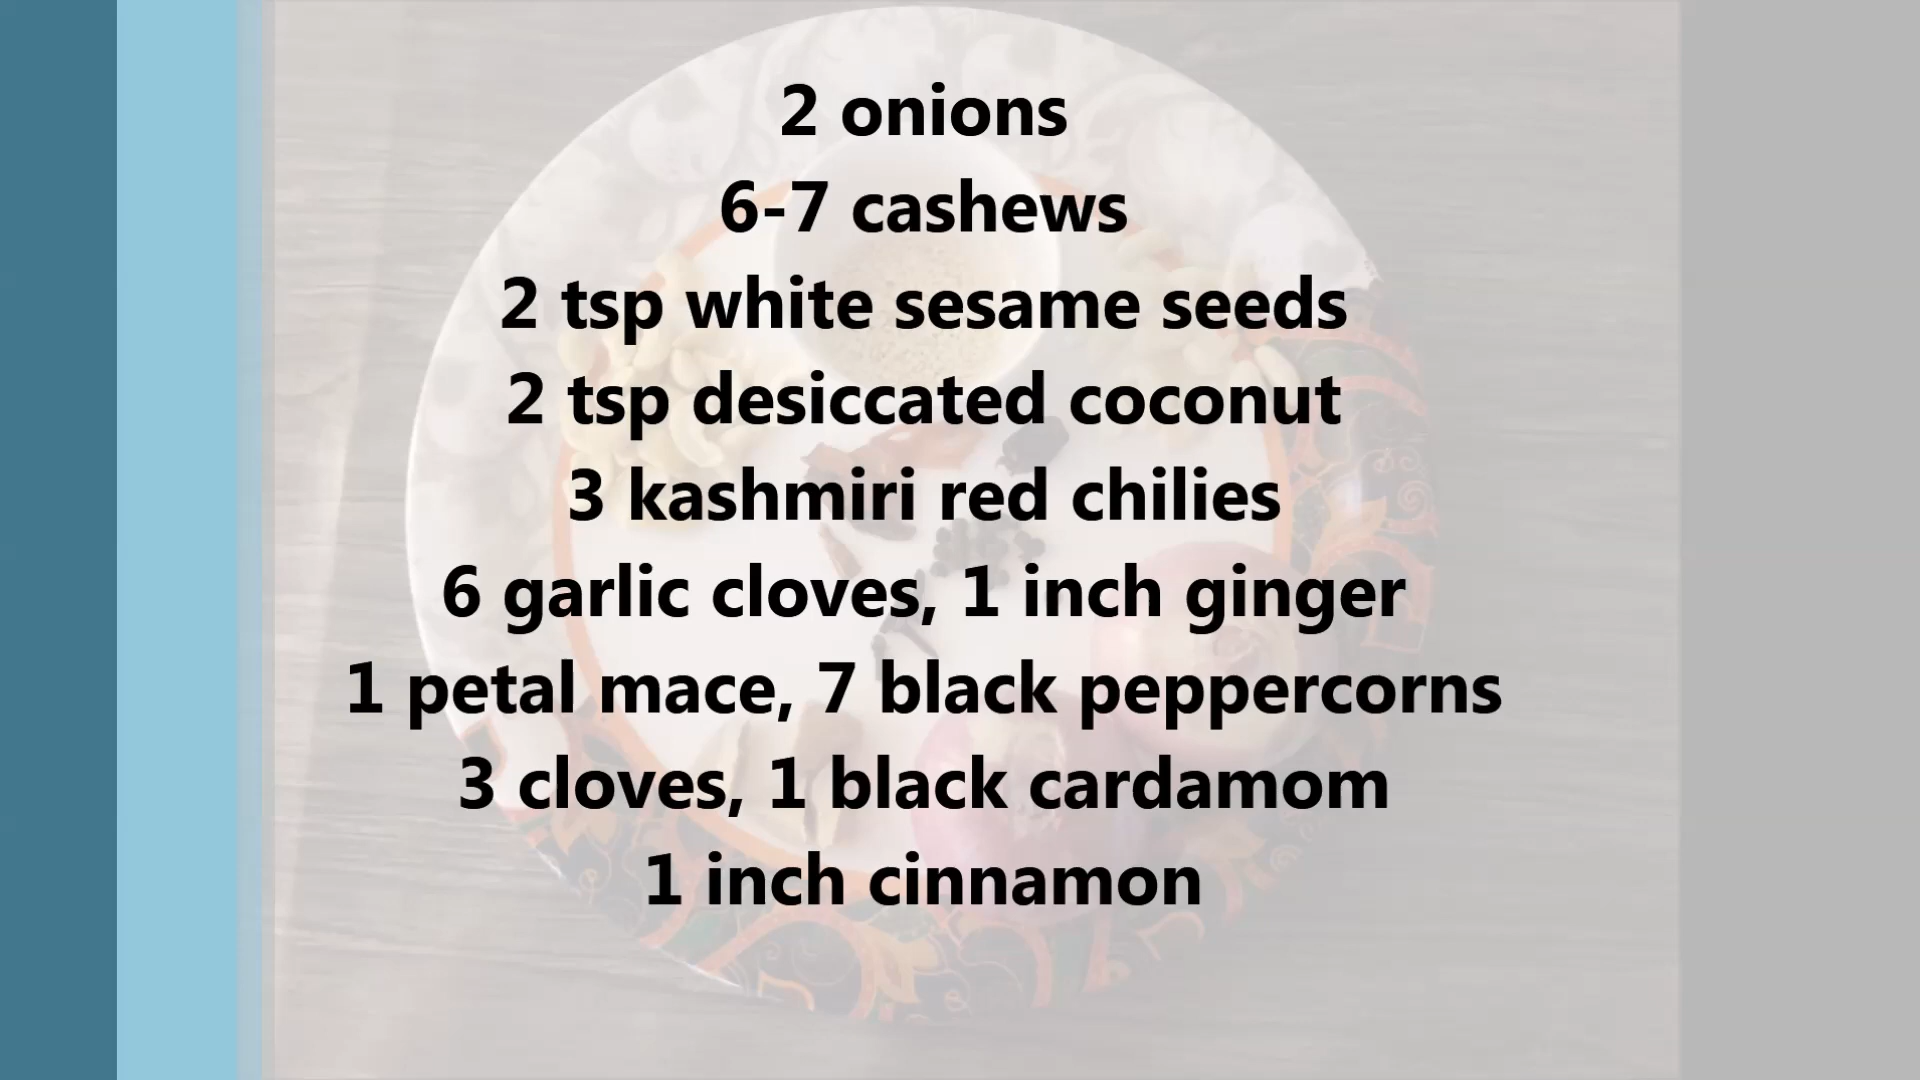 2 onions
6-7 cashews
2 tsp white sesame seeds
2 tsp desiccated coconut
3 kashmiri red chilies
6 garlic cloves, 1 inch ginger
1 petal mace, 7 black peppercorns
3 cloves, 1 black cardamom
1 inch cinnamon